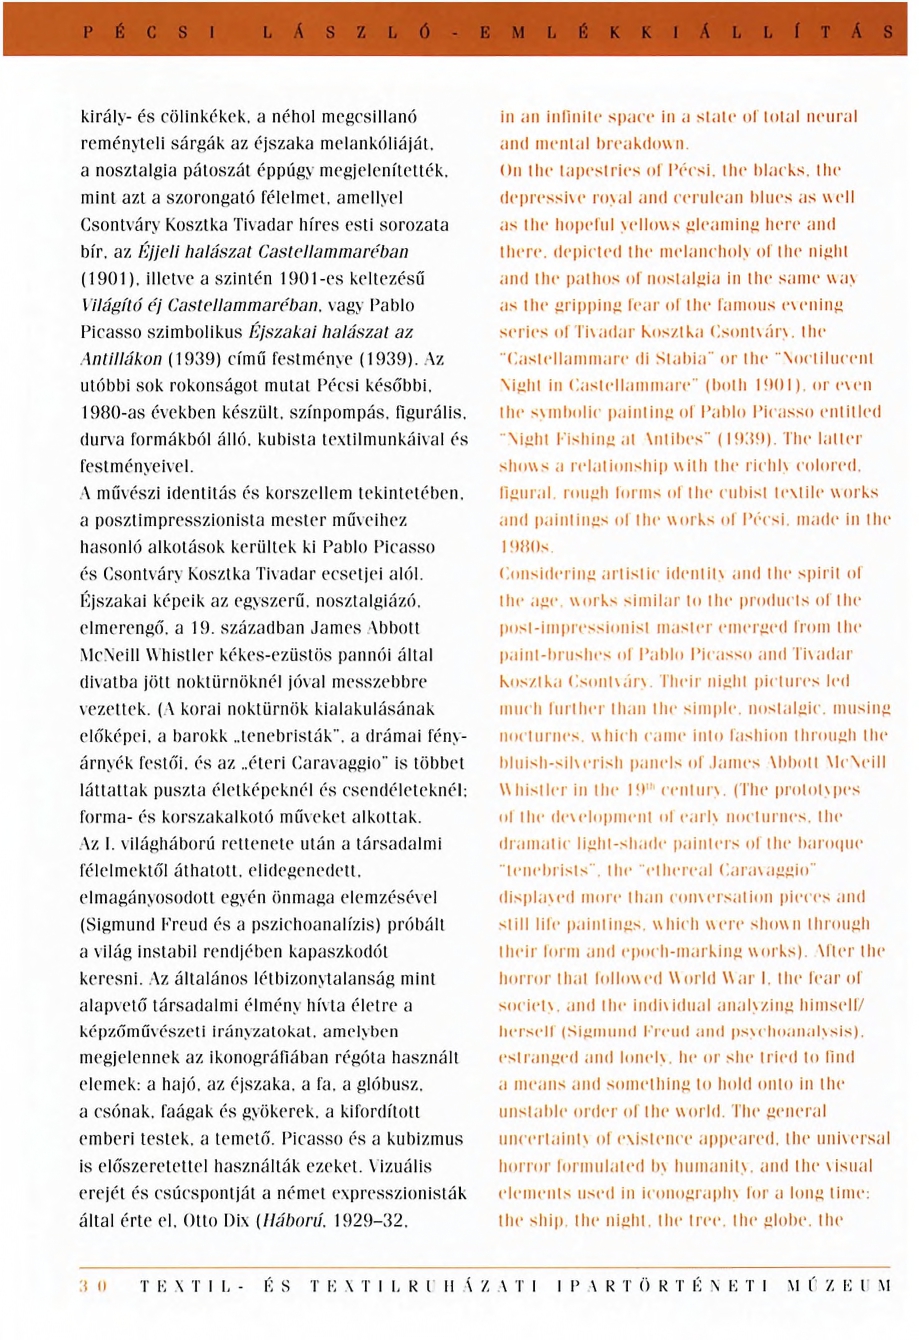 PÉCSI LÁSZLÓ-EMLÉKKIÁLLÍTÁS
király- és cölinkékek, a néhol megcsillanó
reményteli sárgák az éjszaka melankóliáját,
a nosztalgia pátoszát éppúgy megjelenítették,
mint azt a szorongató félelmet, amellyel
Csontváry Kosztka Tivadar híres esti sorozata
bír, az Éjjeli halászat Castellammaréban
(1901), illetve a szintén 1901-es keltezésű
Világító éj Castellammaréban, vagy Pablo
Picasso szimbolikus Éjszakai halászat az
Antillákon (1939) című festménye (1939). Az
utóbbi sok rokonságot mutat Pécsi későbbi,
1980-as években készült, színpompás, figurális,
durva formákból álló, kubista textilmunkáival és
festményeivel.
A művészi identitás és korszellem tekintetében,
a posztimpresszionista mester műveihez
hasonló alkotások kerültek ki Pablo Picasso
és Csontváry Kosztka Tivadar ecsetjei alól.
Éjszakai képeik az egyszerű, nosztalgiázó,
elmerengő, a 19. században James Abbott
McNeill Whistler kékes-ezüstös pannói által
divatba jött noktürnöknél jóval messzebbre
vezettek. (A korai noktürnök kialakulásának
előképei, a barokk „tenebristák", a drámai fény-
árnyék festői, és az „éteri Caravaggio" is többet
láttattak puszta életképeknél és csendéleteknél;
forma- és korszakalkotó műveket alkottak.
Az I. világháború rettenete után a társadalmi
félelmektől áthatott, elidegenedett,
elmagányosodott egyén önmaga elemzésével
(Sigmund Freud és a pszichoanalízis) próbált
a világ instabil rendjében kapaszkodót
keresni. Az általános létbizonytalanság mint
alapvető társadalmi élmény hívta életre a
képzőművészeti irányzatokat, amelyben
megjelennek az ikonográfiában régóta használt
elemek: a hajó, az éjszaka, a fa, a glóbusz,
a csónak, faágak és gyökerek, a kifordított
emberi testek, a temető. Picasso és a kubizmus
is előszeretettel használták ezeket. Vizuális
erejét és csúcspontját a német expresszionisták
által érte el, Otto Dix (Háború, 1929–32,
in an infinite space in a state of total neural
and mental breakdown.
On the tapestries of Pécsi, the blacks, the
depressive royal and cerulean blues as well
as the hopeful yellows gleaming here and
there, depicted the melancholy of the night
and the pathos of nostalgia in the same way
as the gripping fear of the famous evening
series of Tivadar Kosztka Csontváry, the
"Castellammare di Stabia" or the "Noctilucent
Night in Castellammare" (both 1901), or even
the symbolic painting of Pablo Picasso entitled
"Night Fishing at Antibes" (1939). The latter
shows a relationship with the richly colored,
figural, rough forms of the cubist textile works
and paintings of the works of Pécsi, made in the
1980s.
Considering artistic identity and the spirit of
the age, works similar to the products of the
post-impressionist master emerged from the
paint-brushes of Pablo Picasso and Tivadar
Kosztka Csontváry. Their night pictures led
much further than the simple, nostalgic, musing
nocturnes, which came into fashion through the
bluish-silverish panels of James Abbott McNeill
Whistler in the 19th century. (The prototypes
of the development of early nocturnes, the
dramatic light-shade painters of the baroque
"tenebrists", the "ethereal Caravaggio"
displayed more than conversation pieces and
still life paintings, which were shown through
their form and epoch-marking works). After the
horror that followed World War I, the fear of
society, and the individual analyzing himself/
herself (Sigmund Freud and psychoanalysis),
estranged and lonely, he or she tried to find
a means and something to hold onto in the
unstable order of the world. The general
uncertainty of existence appeared, the universal
horror formulated by humanity, and the visual
elements used in iconography for a long time:
the ship, the night, the tree, the globe, the
30 TEXTIL- ÉS TEXTILRUHÁZATI IPARTÖRTÉNETI MÚZEUM